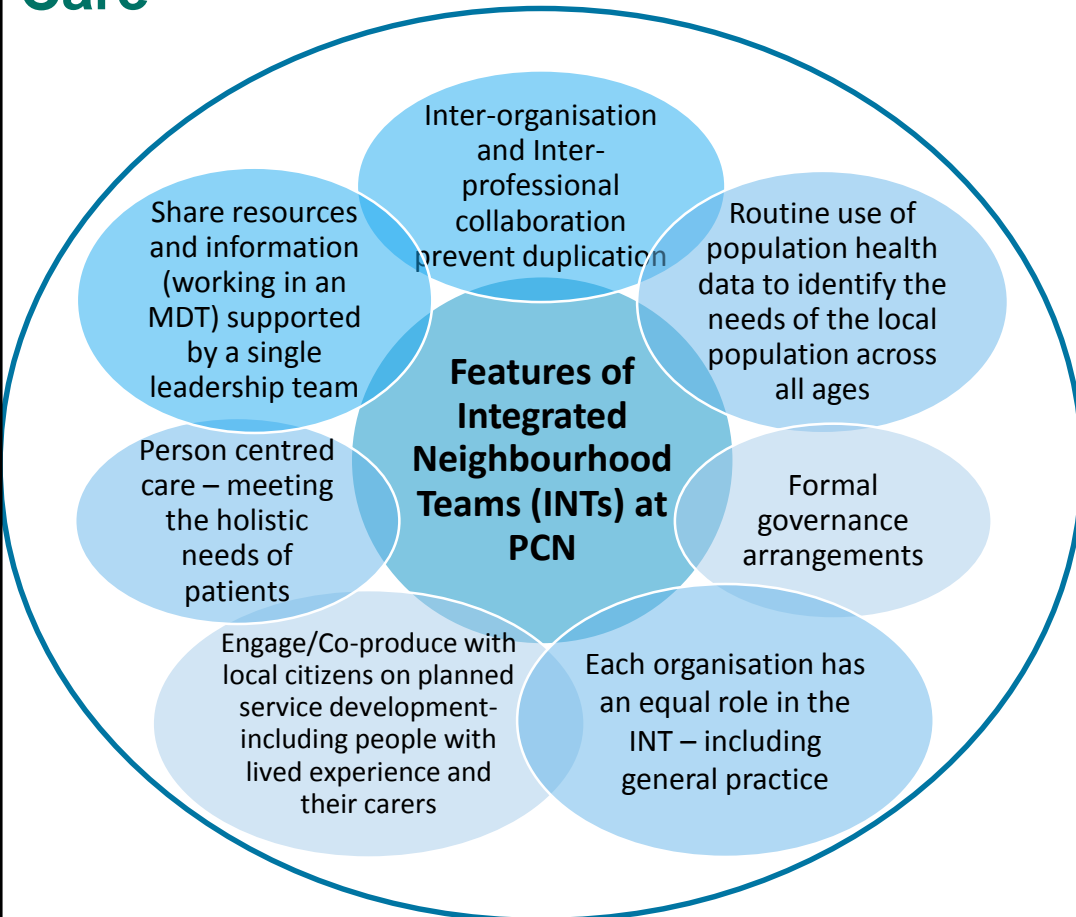 Care
Inter-organisation
and Inter-
professional
collaboration
prevent duplication
Routine use of
population health
data to identify the
needs of the local
population across
all ages
Formal
governance
arrangements
Each organisation has
an equal role in the
INT – including
general practice
Engage/Co-produce with
local citizens on planned
service development-
including people with
lived experience and
their carers
Person centred
care – meeting
the holistic
needs of
patients
Share resources
and information
(working in an
MDT) supported
by a single
leadership team
Features of
Integrated
Neighbourhood
Teams (INTs) at
PCN